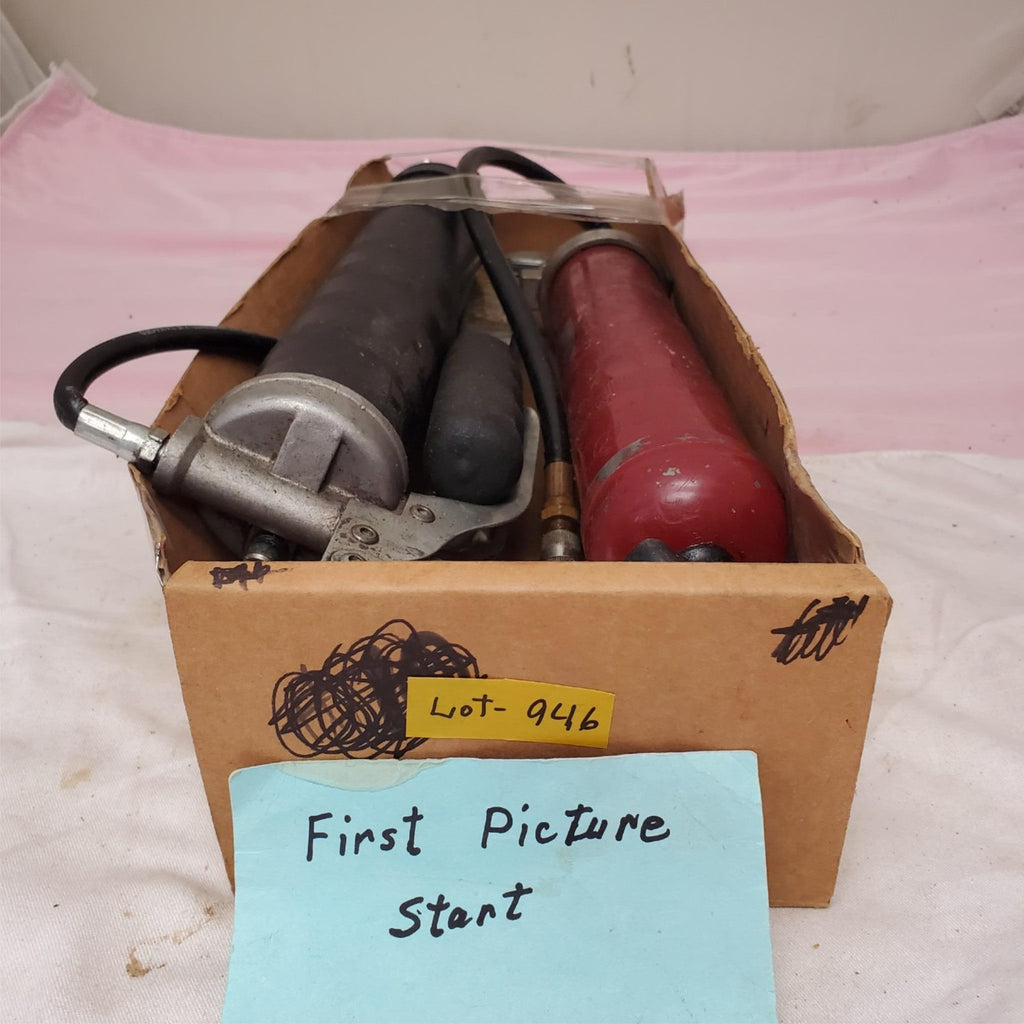 Lot- 946
First Picture
Start